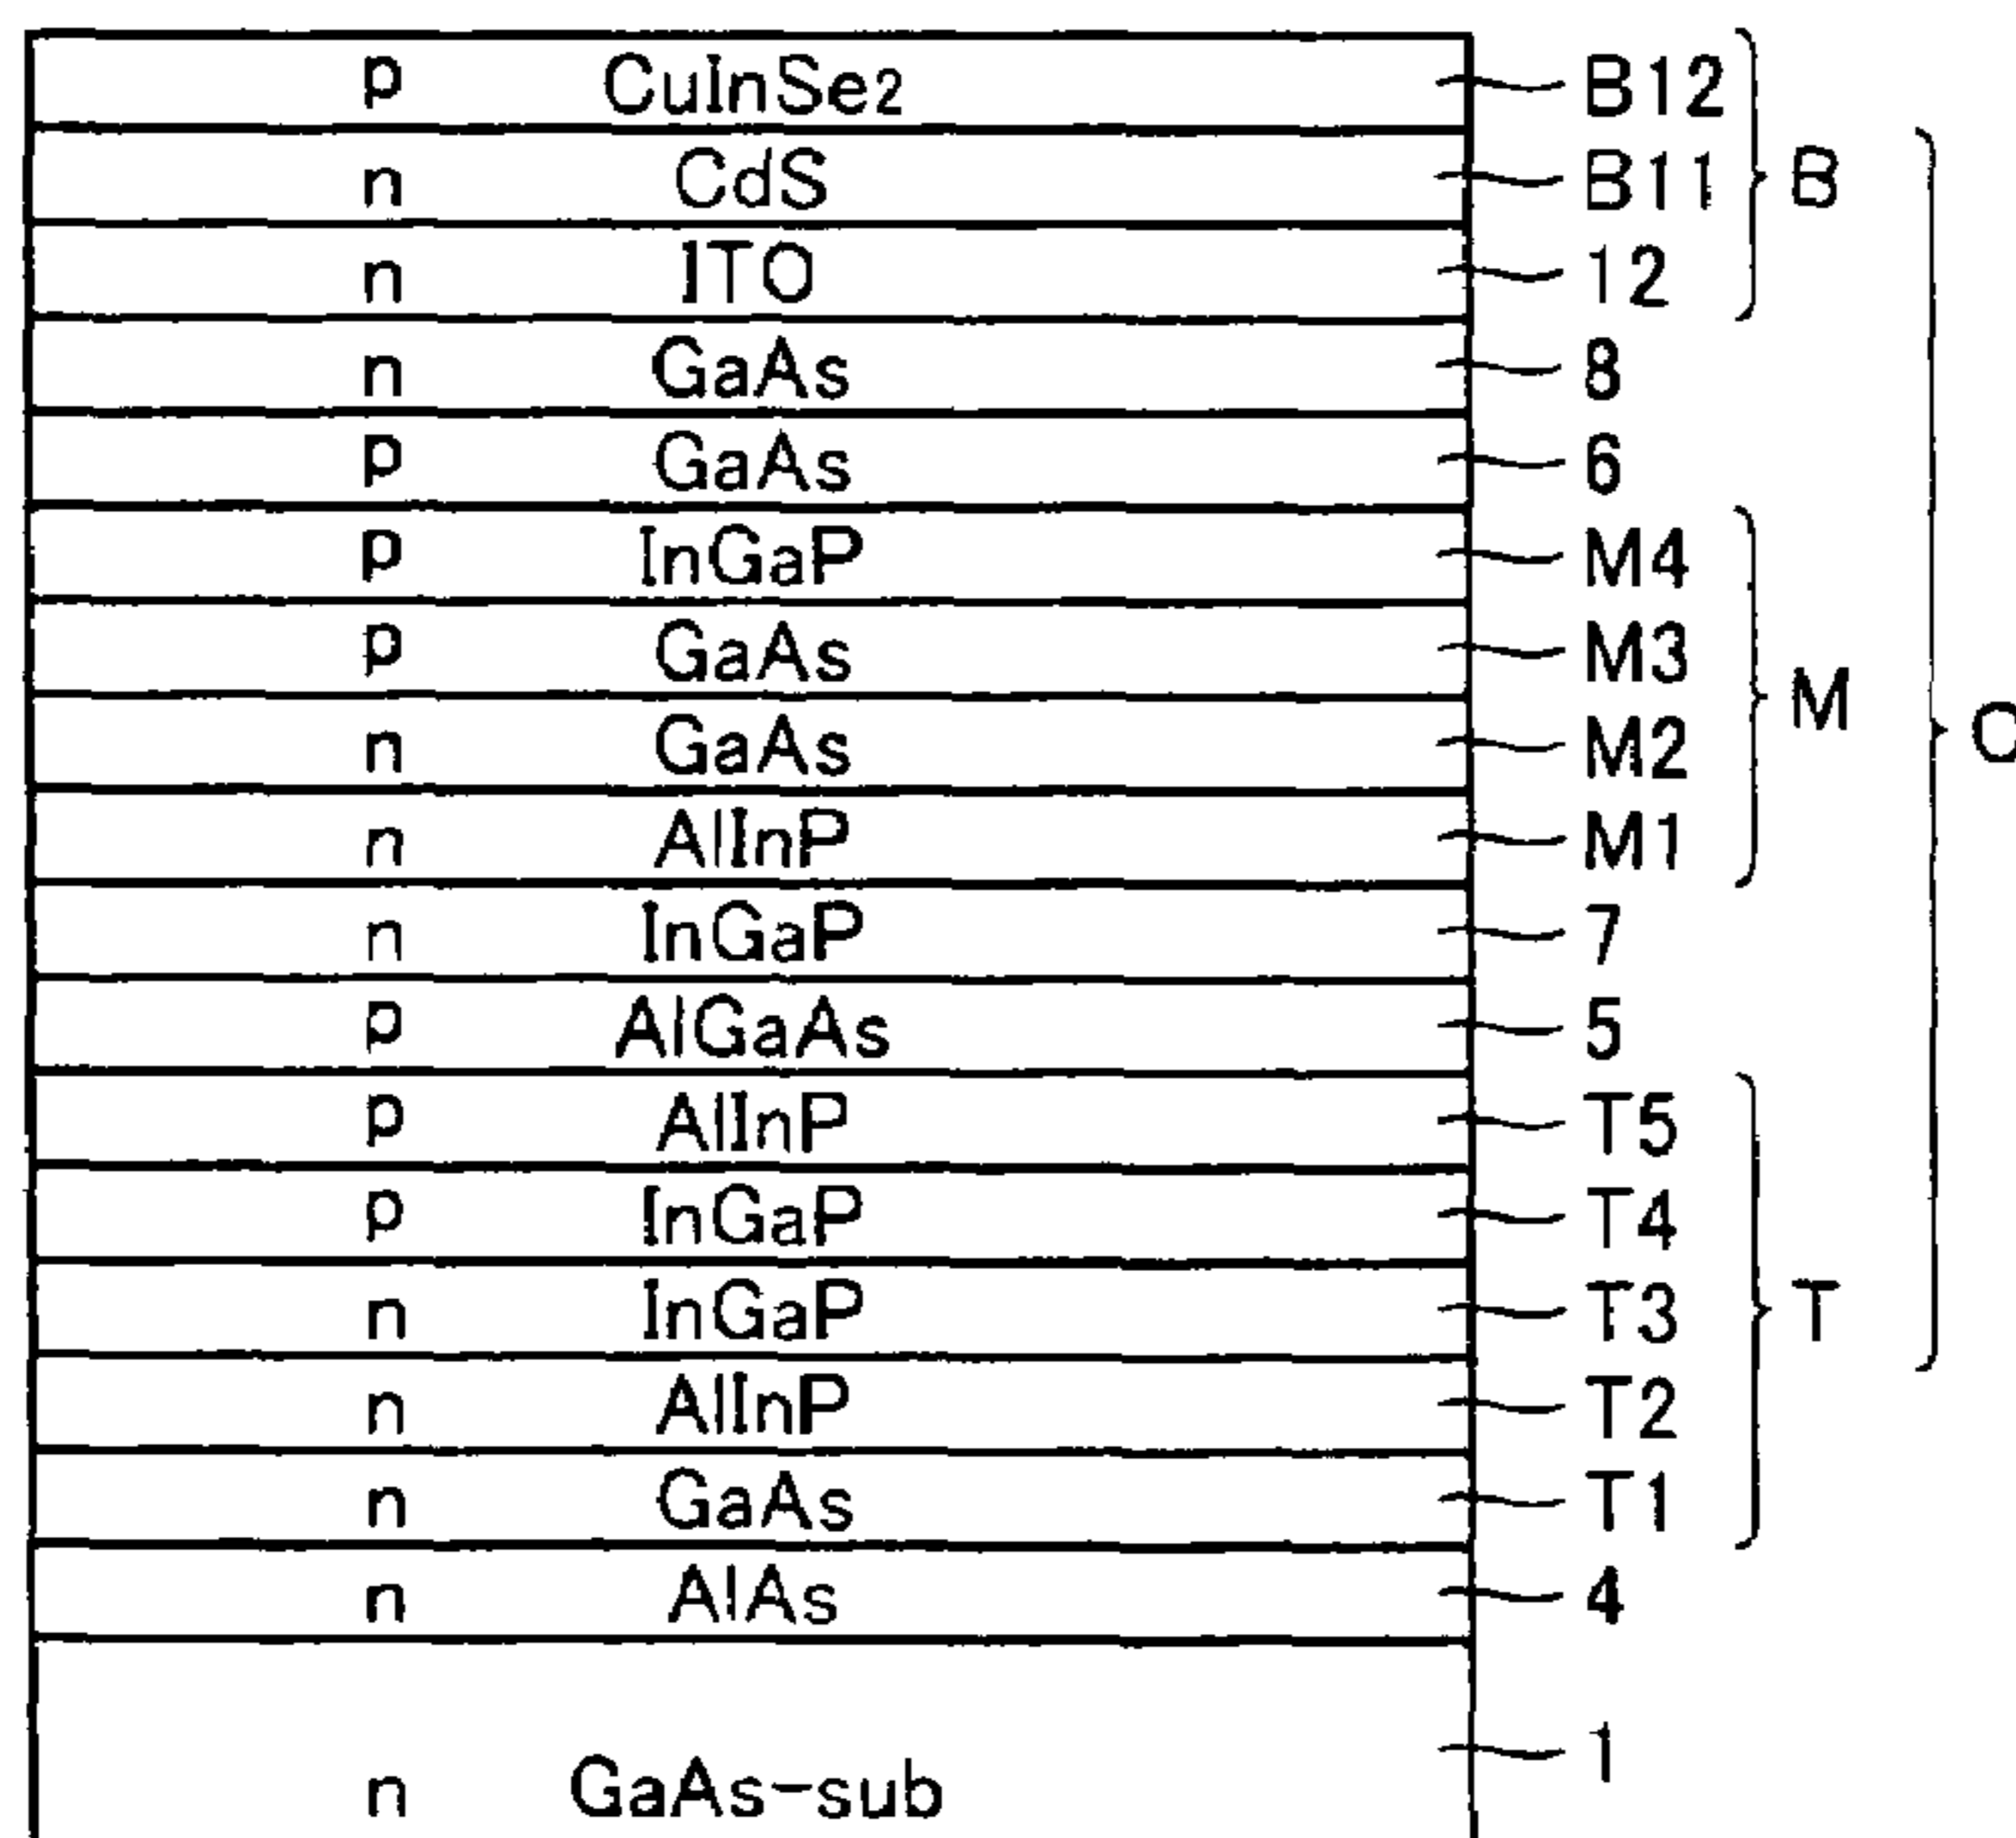 p CuInSe2 B12
n CdS B11 B
n ITO 12
n GaAs 8
p GaAs 6
p InGaP M4
p GaAs M3
M
n GaAs M2
C
n AlInP M1
n InGaP 7
p AlGaAs 5
p AlInP T5
p InGaP T4
n InGaP T3 T
n AlInP T2
n GaAs T1
n AlAs 4
1
n GaAs-sub